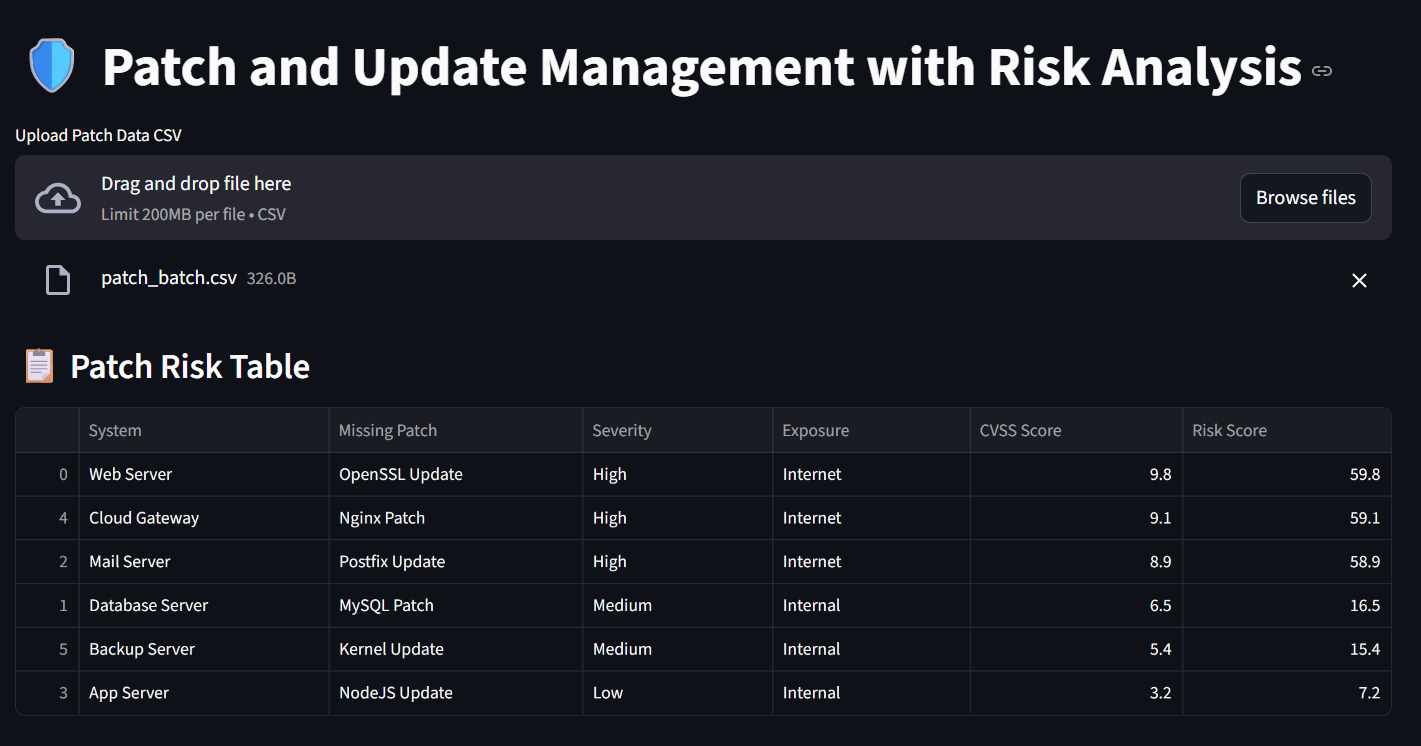 Patch and Update Management with Risk Analysis
Upload Patch Data CSV
Drag and drop file here
Limit 200MB per file • CSV
Browse files
patch_batch.csv 326.0B
Patch Risk Table
System Missing Patch Severity Exposure CVSS Score Risk Score
0 Web Server OpenSSL Update High Internet 9.8 59.8
4 Cloud Gateway Nginx Patch High Internet 9.1 59.1
2 Mail Server Postfix Update High Internet 8.9 58.9
1 Database Server MySQL Patch Medium Internal 6.5 16.5
5 Backup Server Kernel Update Medium Internal 5.4 15.4
3 App Server NodeJS Update Low Internal 3.2 7.2